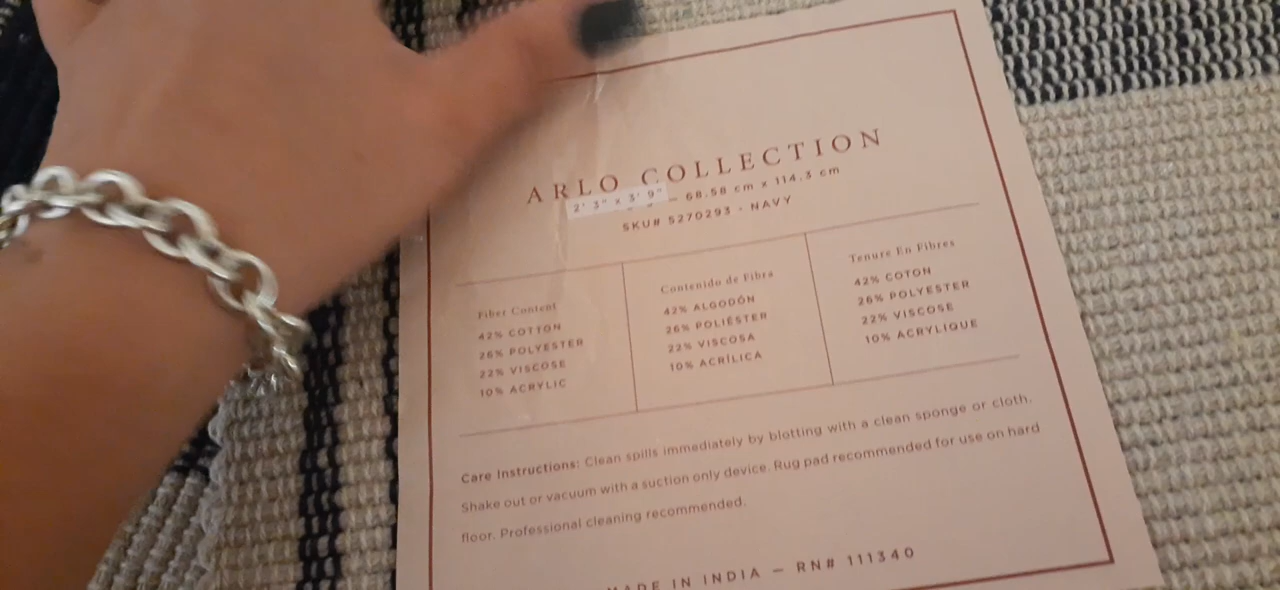 ARLO COLLECTION
2' 3" x 3' 9" — 68.58 cm x 114.3 cm
SKU# 5270293 - NAVY
Fiber Content
42% COTTON
26% POLYESTER
22% VISCOSE
10% ACRYLIC
Contenido de Fibra
42% ALGODÓN
26% POLIÉSTER
22% VISCOSA
10% ACRÍLICA
Tenure En Fibres
42% COTON
26% POLYESTER
22% VISCOSE
10% ACRYLIQUE
Care Instructions: Clean spills immediately by blotting with a clean sponge or cloth.
Shake out or vacuum with a suction only device. Rug pad recommended for use on hard
floor. Professional cleaning recommended.
MADE IN INDIA — RN# 111340